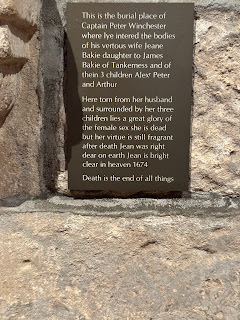 This is the burial place of
Captain Peter Winchester
where lye intered the bodies
of his vertous wife Jeane
Bakie daughter to James
Bakie of Tankerness and of
thein 3 children Alexʳ Peter
and Arthur
Here torn from her husband
and surrounded by her three
children lies a great glory of
the female sex she is dead
but her virtue is still fragrant
after death Jean was right
dear on earth Jean is bright
clear in heaven 1674
Death is the end of all things